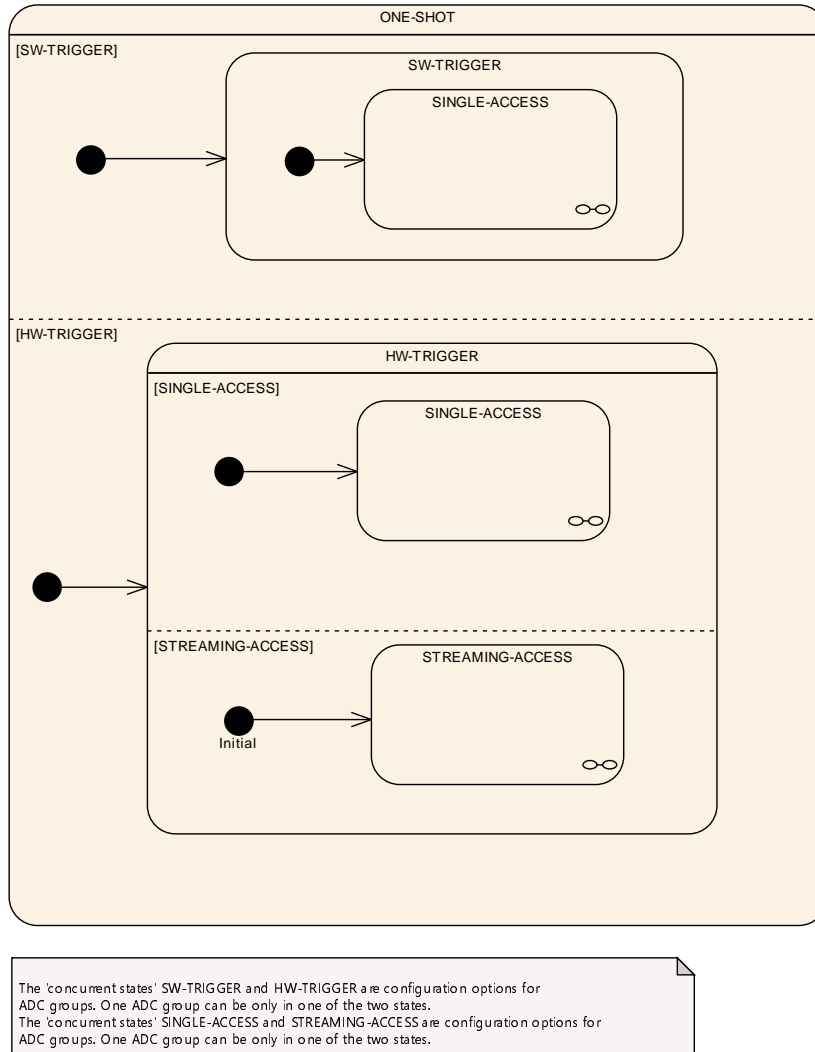 ONE-SHOT
[SW-TRIGGER]
SW-TRIGGER
SINGLE-ACCESS
[HW-TRIGGER]
HW-TRIGGER
[SINGLE-ACCESS]
SINGLE-ACCESS
[STREAMING-ACCESS]
STREAMING-ACCESS
Initial
The 'concurrent states' SW-TRIGGER and HW-TRIGGER are configuration options for
ADC groups. One ADC group can be only in one of the two states.
The 'concurrent states' SINGLE-ACCESS and STREAMING-ACCESS are configuration options for
ADC groups. One ADC group can be only in one of the two states.